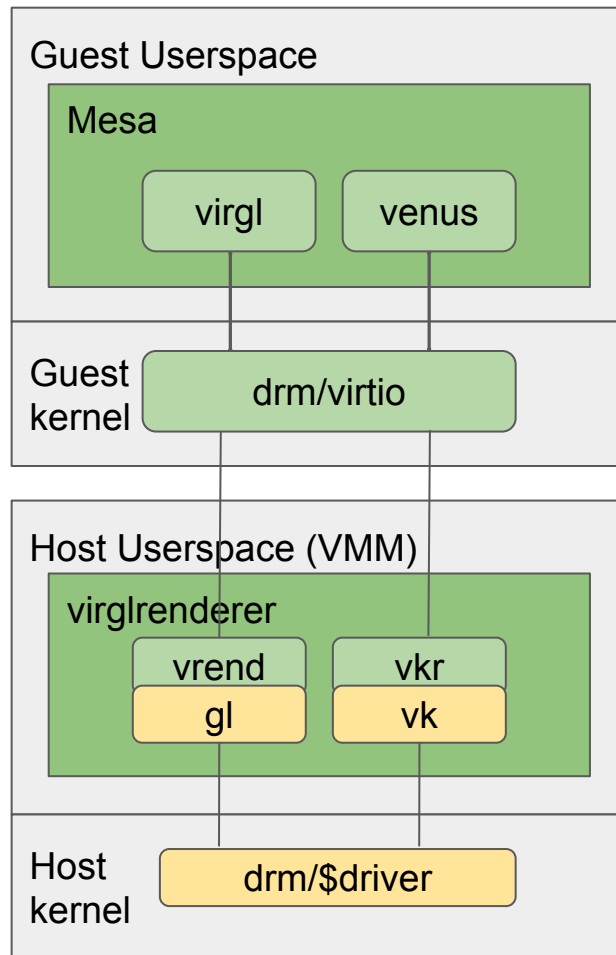 Guest Userspace
Mesa
virgl
venus
Guest
kernel
drm/virtio
Host Userspace (VMM)
virglrenderer
vrend
vkr
gl
vk
Host
kernel
drm/$driver